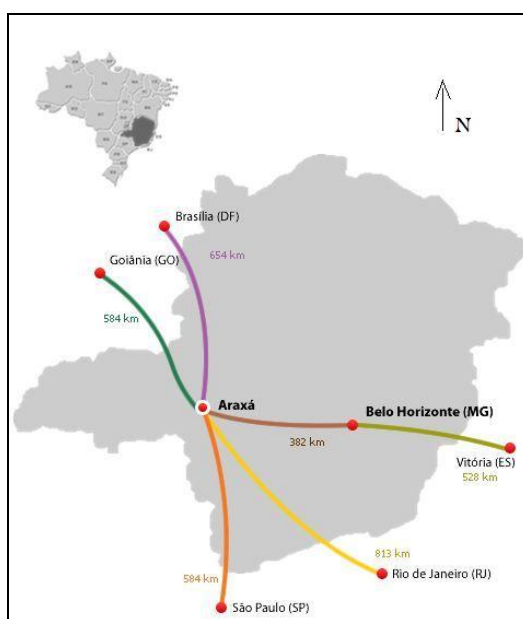 N
Brasília (DF)
654 km
Goiânia (GO)
584 km
Araxá
Belo Horizonte (MG)
382 km
Vitória (ES)
528 km
813 km
Rio de Janeiro (RJ)
584 km
São Paulo (SP)